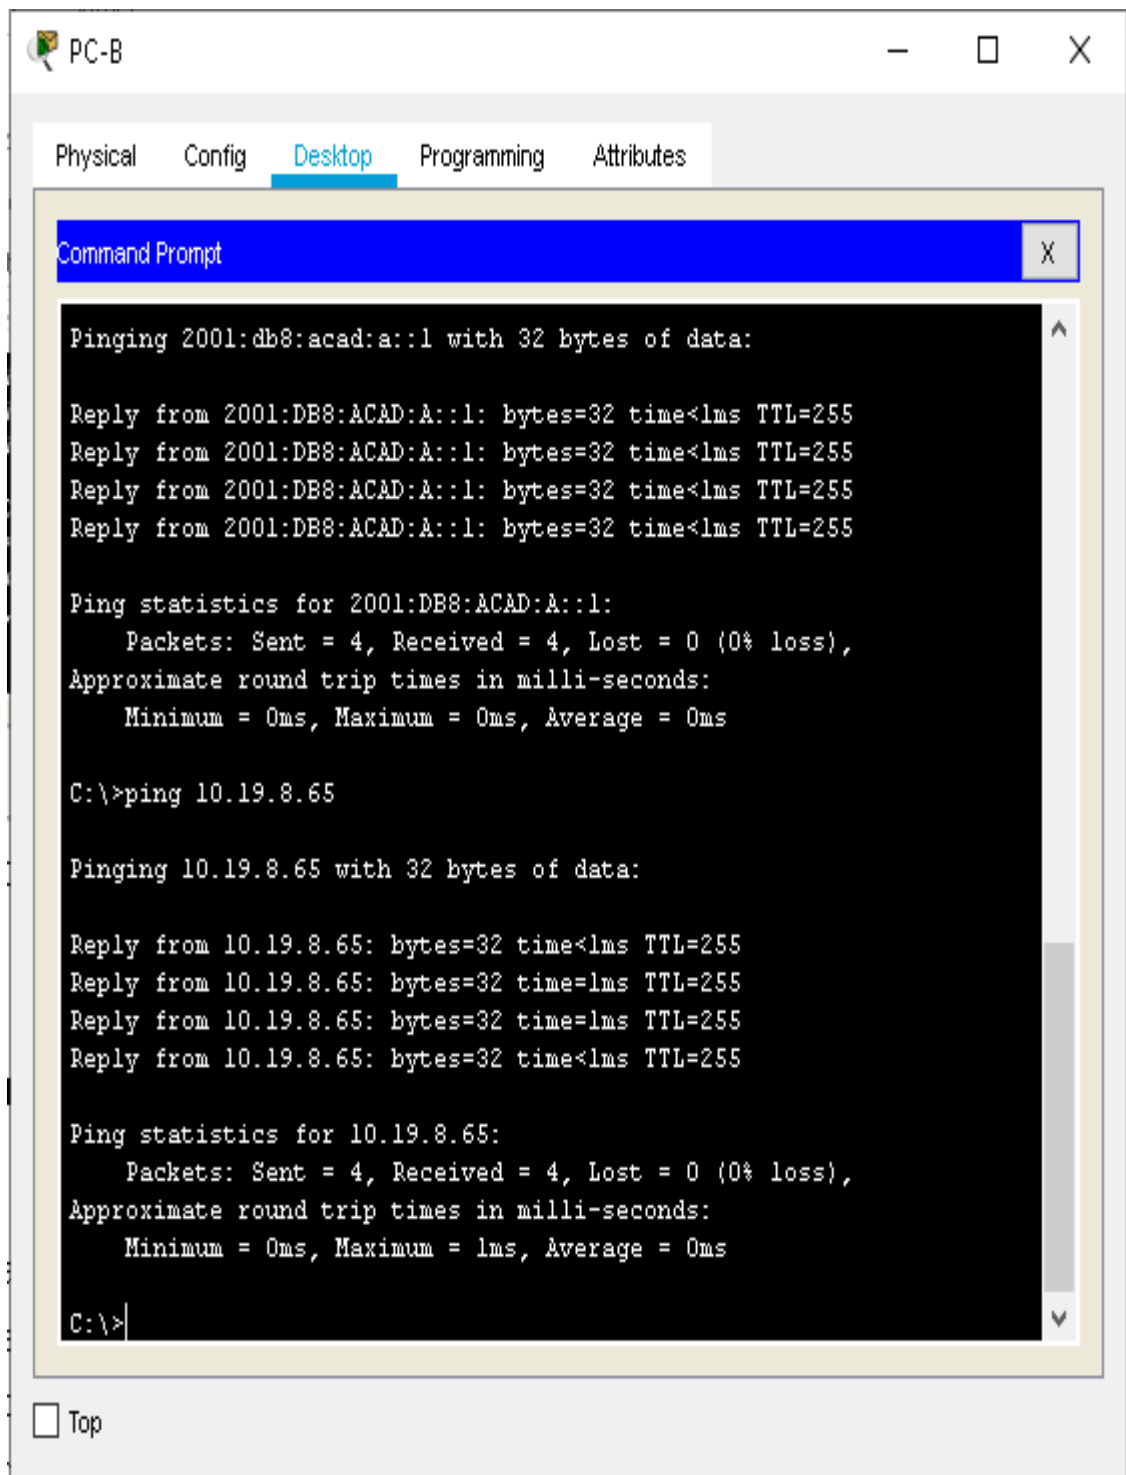 PC-B
Physical Config Desktop Programming Attributes
Command Prompt X
Pinging 2001:db8:acad:a::1 with 32 bytes of data:
Reply from 2001:DB8:ACAD:A::1: bytes=32 time<1ms TTL=255
Reply from 2001:DB8:ACAD:A::1: bytes=32 time<1ms TTL=255
Reply from 2001:DB8:ACAD:A::1: bytes=32 time<1ms TTL=255
Reply from 2001:DB8:ACAD:A::1: bytes=32 time<1ms TTL=255
Ping statistics for 2001:DB8:ACAD:A::1:
Packets: Sent = 4, Received = 4, Lost = 0 (0% loss),
Approximate round trip times in milli-seconds:
Minimum = 0ms, Maximum = 0ms, Average = 0ms
C:\>ping 10.19.8.65
Pinging 10.19.8.65 with 32 bytes of data:
Reply from 10.19.8.65: bytes=32 time<1ms TTL=255
Reply from 10.19.8.65: bytes=32 time=1ms TTL=255
Reply from 10.19.8.65: bytes=32 time=1ms TTL=255
Reply from 10.19.8.65: bytes=32 time<1ms TTL=255
Ping statistics for 10.19.8.65:
Packets: Sent = 4, Received = 4, Lost = 0 (0% loss),
Approximate round trip times in milli-seconds:
Minimum = 0ms, Maximum = 1ms, Average = 0ms
C:\>
Top